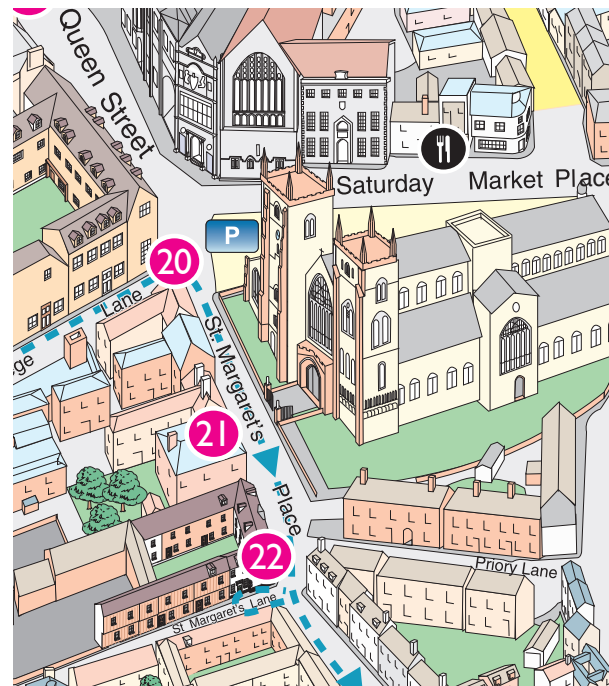 Queen Street
Saturday Market Place
P
20
Lane
St. Margaret's Place
21
22
Priory Lane
St Margaret's Lane